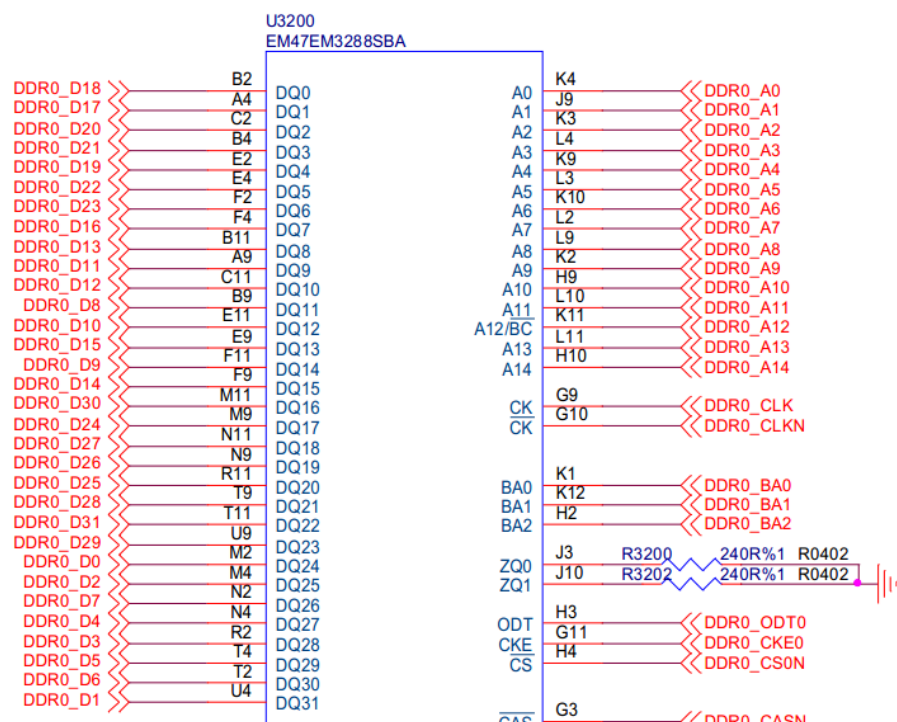 U3200
EM47EM3288SBA
DDR0_D18 B2 DQ0 A0 K4 DDR0_A0
DDR0_D17 A4 DQ1 A1 J9 DDR0_A1
DDR0_D20 C2 DQ2 A2 K3 DDR0_A2
DDR0_D21 B4 DQ3 A3 L4 DDR0_A3
DDR0_D19 E2 DQ4 A4 K9 DDR0_A4
DDR0_D22 E4 DQ5 A5 L3 DDR0_A5
DDR0_D23 F2 DQ6 A6 K10 DDR0_A6
DDR0_D16 F4 DQ7 A7 L2 DDR0_A7
DDR0_D13 B11 DQ8 A8 L9 DDR0_A8
DDR0_D11 A9 DQ9 A9 K2 DDR0_A9
DDR0_D12 C11 DQ10 A10 H9 DDR0_A10
DDR0_D8 B9 DQ11 A11 L10 DDR0_A11
DDR0_D10 E11 DQ12 A12/BC K11 DDR0_A12
DDR0_D15 E9 DQ13 A13 L11 DDR0_A13
DDR0_D9 F11 DQ14 A14 H10 DDR0_A14
DDR0_D14 F9 DQ15
DDR0_D30 M11 DQ16 CK G9 DDR0_CLK
DDR0_D24 M9 DQ17 CK G10 DDR0_CLKN
DDR0_D27 N11 DQ18
DDR0_D26 N9 DQ19
DDR0_D25 R11 DQ20 BA0 K1 DDR0_BA0
DDR0_D28 T9 DQ21 BA1 K12 DDR0_BA1
DDR0_D31 T11 DQ22 BA2 H2 DDR0_BA2
DDR0_D29 U9 DQ23
DDR0_D0 M2 DQ24 ZQ0 J3 R3200 240R%1 R0402
DDR0_D2 M4 DQ25 ZQ1 J10 R3202 240R%1 R0402
DDR0_D7 N2 DQ26
DDR0_D4 N4 DQ27 ODT H3 DDR0_ODT0
DDR0_D3 R2 DQ28 CKE G11 DDR0_CKE0
DDR0_D5 T4 DQ29 CS H4 DDR0_CS0N
DDR0_D6 T2 DQ30
DDR0_D1 U4 DQ31
CAS G3 DDR0_CASN